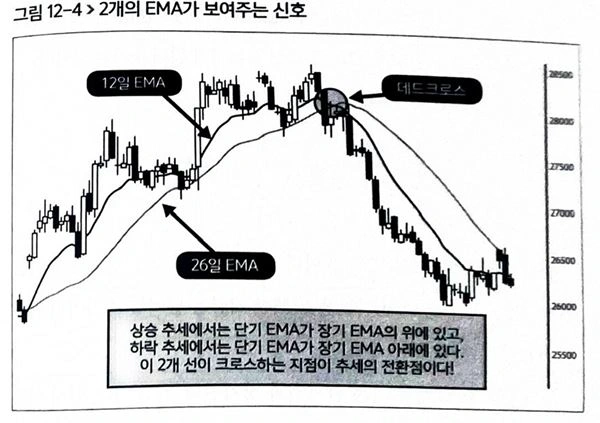 그림 12-4 > 2개의 EMA가 보여주는 신호
12일 EMA
데드크로스
26일 EMA
28500
28000
27500
27000
26500
26000
25500
상승 추세에서는 단기 EMA가 장기 EMA의 위에 있고,
하락 추세에서는 단기 EMA가 장기 EMA 아래에 있다.
이 2개 선이 크로스하는 지점이 추세의 전환점이다!